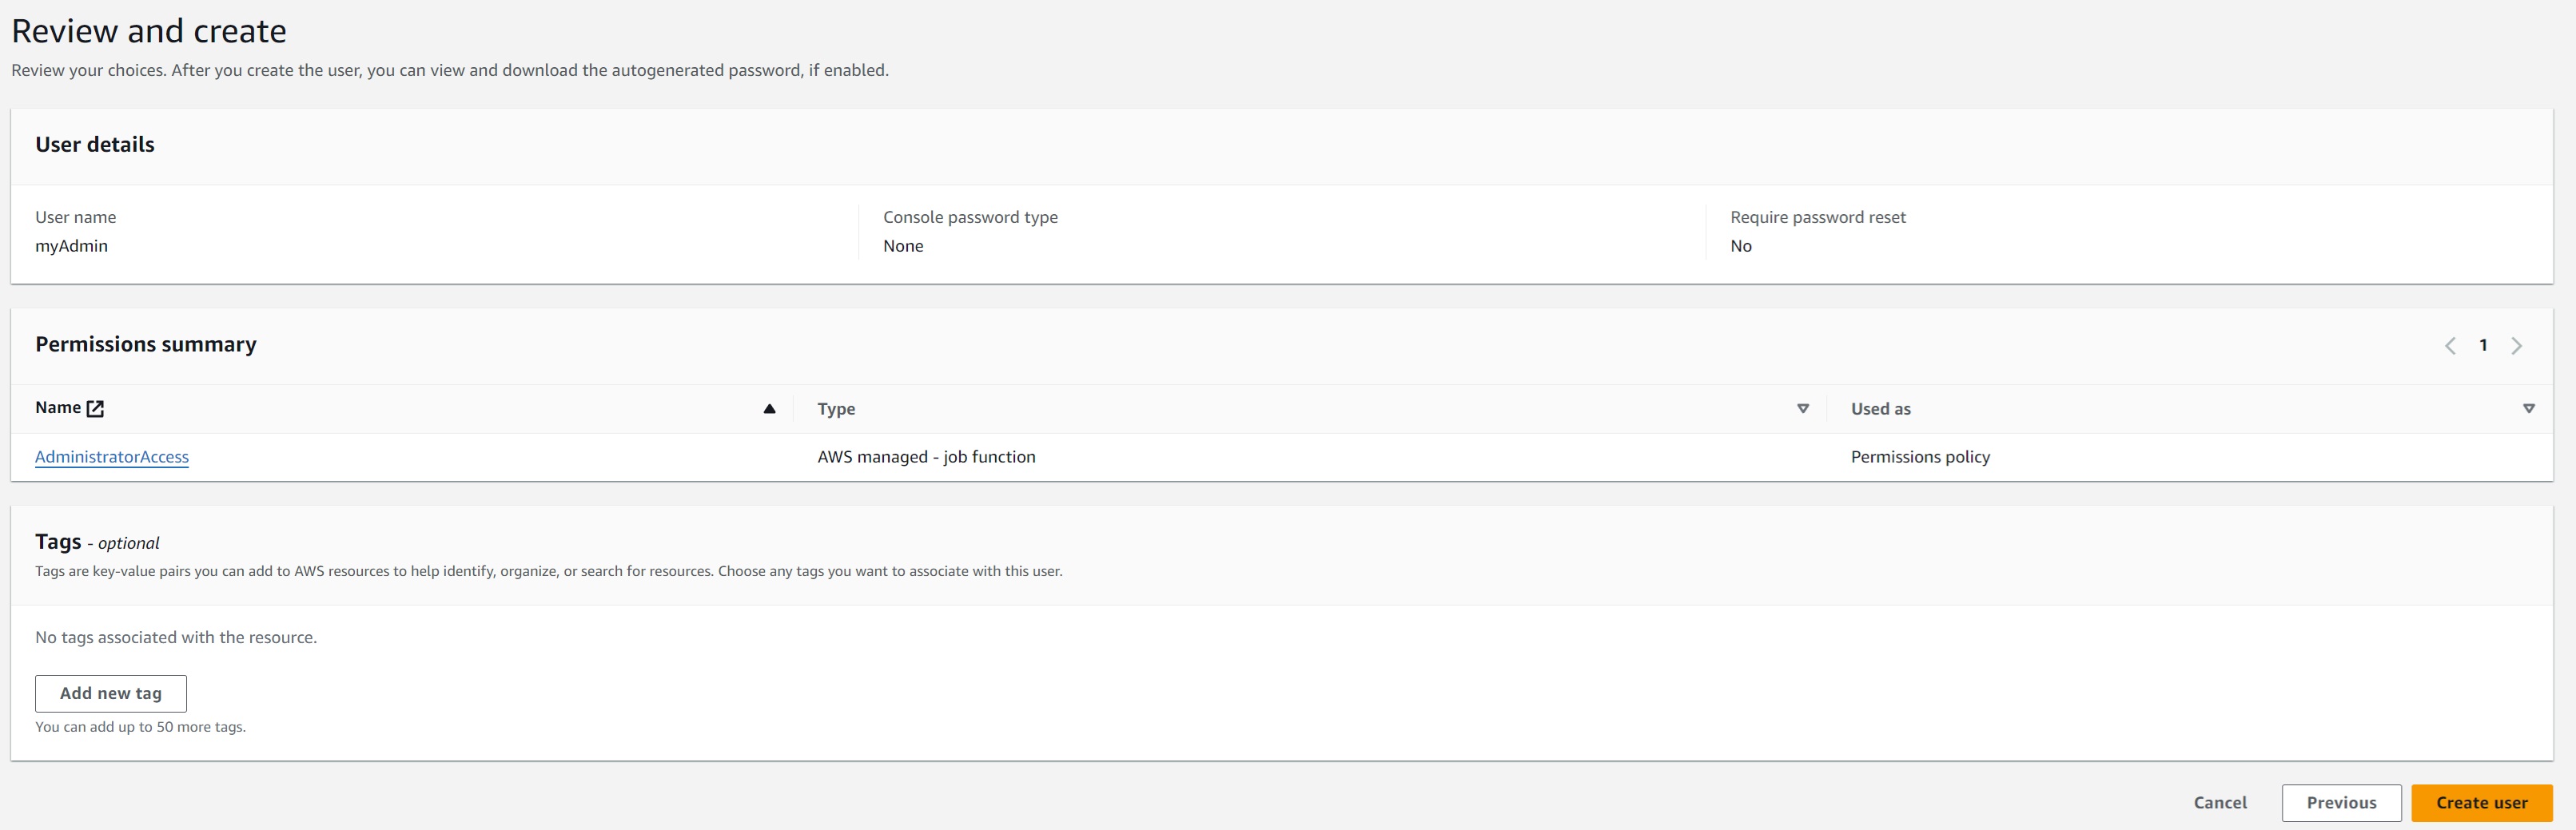 Review and create
Review your choices. After you create the user, you can view and download the autogenerated password, if enabled.
User details
User name
Console password type
Require password reset
myAdmin
None
No
Permissions summary
1
Name
Type
Used as
AdministratorAccess
AWS managed - job function
Permissions policy
Tags - optional
Tags are key-value pairs you can add to AWS resources to help identify, organize, or search for resources. Choose any tags you want to associate with this user.
No tags associated with the resource.
Add new tag
You can add up to 50 more tags.
Cancel
Previous
Create user